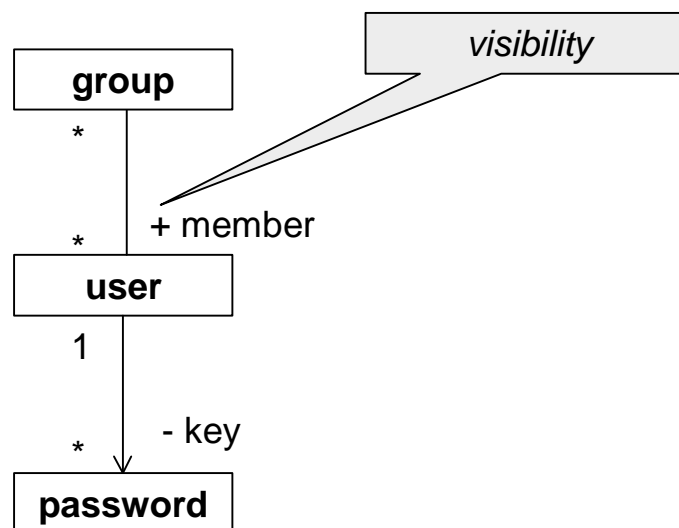 visibility
group
*
*
+ member
user
1
- key
*
password